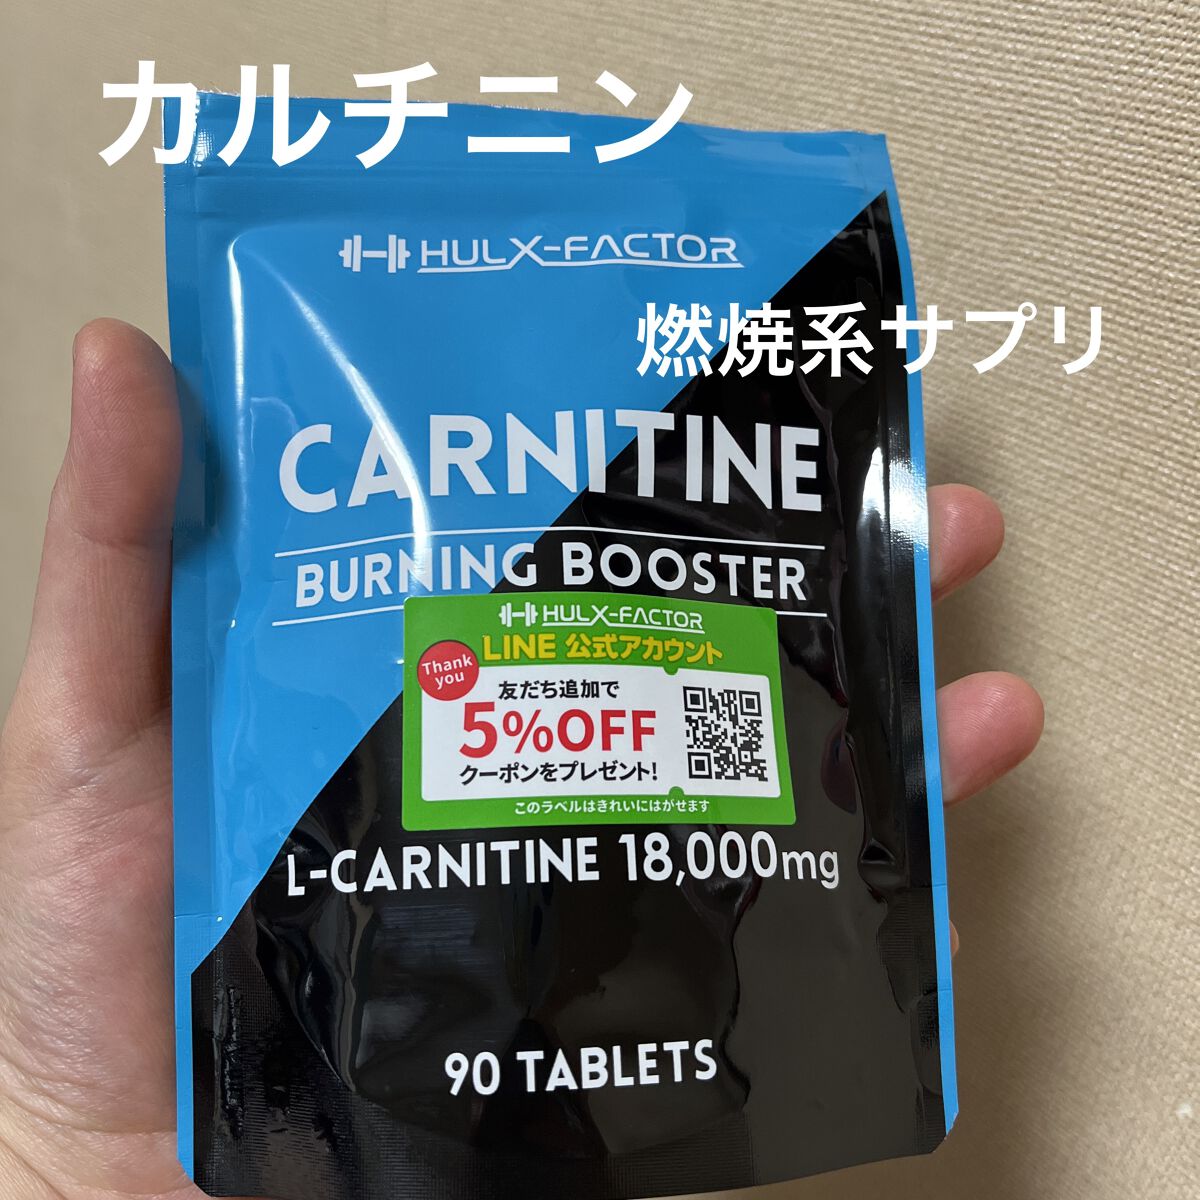 カルチニン
HULX-FACTOR
燃焼系サプリ
CARNITINE
BURNING BOOSTER
HULX-FACTOR
LINE 公式アカウント
Thank
you
友だち追加で
5%OFF
クーポンをプレゼント!
このラベルはきれいにはがせます
L-CARNITINE 18,000mg
90 TABLETS